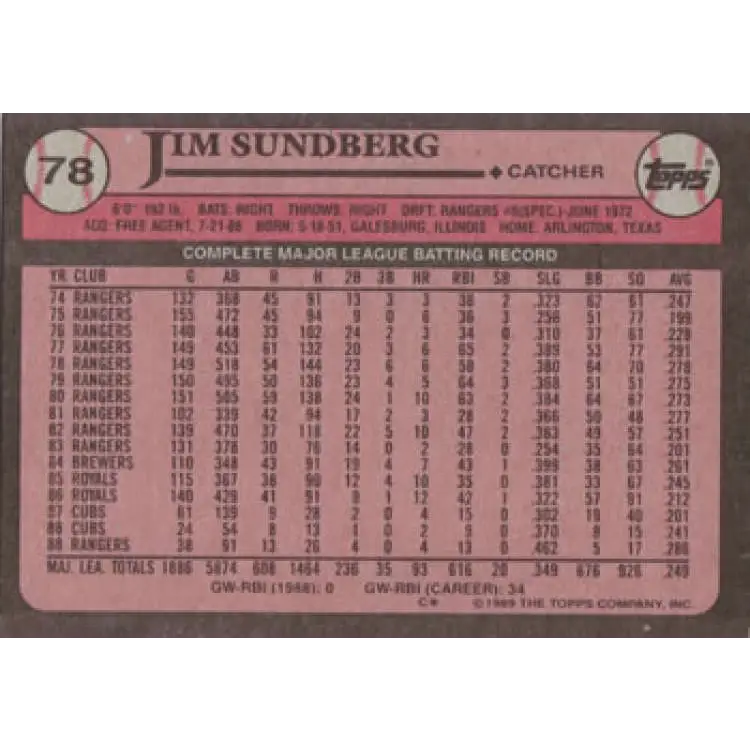 78
JIM SUNDBERG
CATCHER
Topps®
6'0" 192 lb. BATS: RIGHT THROWS: RIGHT DRFT: RANGERS #8(SPEC.)-JUNE 1972
ACQ: FREE AGENT, 7-21-88 BORN: 5-18-51, GALESBURG, ILLINOIS HOME: ARLINGTON, TEXAS
COMPLETE MAJOR LEAGUE BATTING RECORD
YR CLUB G AB R H 2B 3B HR RBI SB SLG BB SO AVG
74 RANGERS 132 368 45 91 13 3 3 36 2 .323 62 61 .247
75 RANGERS 155 472 45 94 9 0 6 36 3 .256 51 77 .199
76 RANGERS 140 448 33 102 24 2 3 34 0 .310 37 61 .228
77 RANGERS 149 453 61 132 20 3 6 65 2 .389 53 77 .291
78 RANGERS 149 518 54 144 23 6 6 58 2 .380 64 70 .278
79 RANGERS 150 495 50 136 23 4 5 64 3 .368 51 51 .275
80 RANGERS 151 505 59 138 24 1 10 63 2 .384 64 67 .273
81 RANGERS 102 339 42 94 17 2 3 28 2 .366 50 48 .277
82 RANGERS 139 470 37 118 22 5 10 47 2 .383 49 57 .251
83 RANGERS 131 378 30 76 14 0 2 28 0 .254 35 64 .201
84 BREWERS 110 348 43 91 19 4 7 43 1 .399 38 63 .261
85 ROYALS 115 367 38 90 12 4 10 35 0 .381 33 67 .245
86 ROYALS 140 429 41 91 9 1 12 42 1 .322 57 91 .212
87 CUBS 61 139 9 28 2 0 4 15 0 .302 19 40 .201
88 CUBS 24 54 8 13 1 0 2 9 0 .370 8 15 .241
88 RANGERS 38 91 13 26 4 0 4 13 0 .462 5 17 .286
MAJ. LEA. TOTALS 1886 5874 608 1464 236 35 93 616 20 .349 676 926 .249
GW-RBI (1988): 0 GW-RBI (CAREER): 34
C* © 1989 THE TOPPS COMPANY, INC.